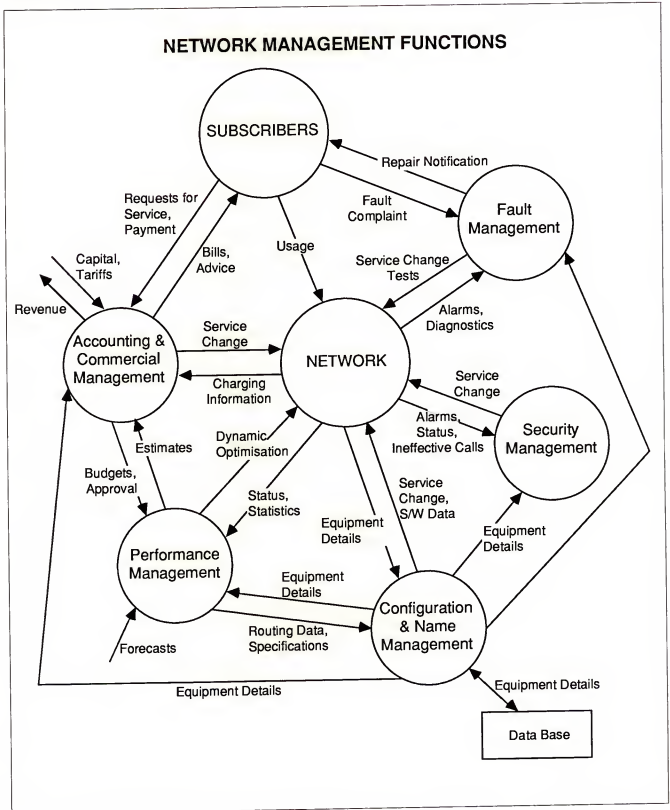 NETWORK MANAGEMENT FUNCTIONS
SUBSCRIBERS
Repair Notification
Requests for
Service,
Payment
Fault
Complaint
Fault
Management
Bills,
Advice
Usage
Capital,
Tariffs
Service Change
Tests
Revenue
Alarms,
Diagnostics
Accounting &
Commercial
Management
Service
Change
NETWORK
Charging
Information
Service
Change
Alarms,
Status,
Ineffective Calls
Security
Management
Dynamic
Optimisation
Estimates
Budgets,
Approval
Status,
Statistics
Service
Change,
S/W Data
Equipment
Details
Equipment
Details
Performance
Management
Equipment
Details
Configuration
& Name
Management
Routing Data,
Specifications
Forecasts
Equipment Details
Equipment Details
Data Base